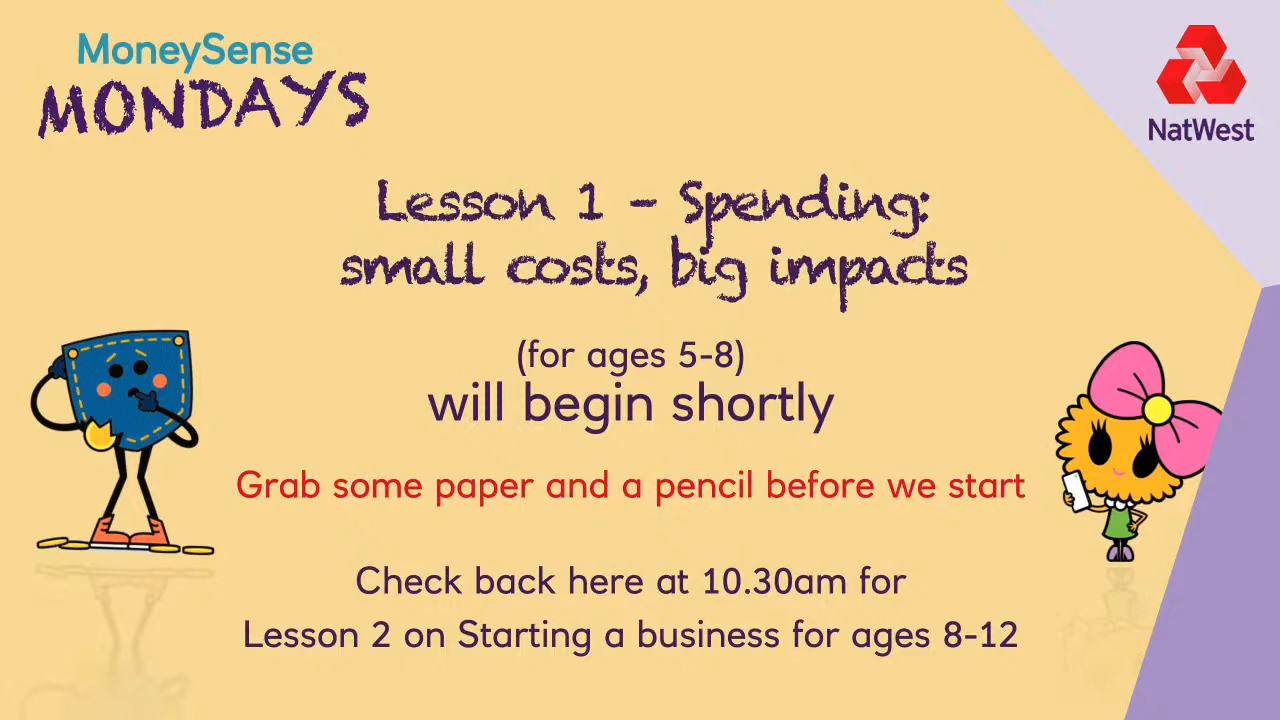 MoneySense
MONDAYS
NatWest
Lesson 1 - Spending:
small costs, big impacts
(for ages 5-8)
will begin shortly
Grab some paper and a pencil before we start
Check back here at 10.30am for
Lesson 2 on Starting a business for ages 8-12